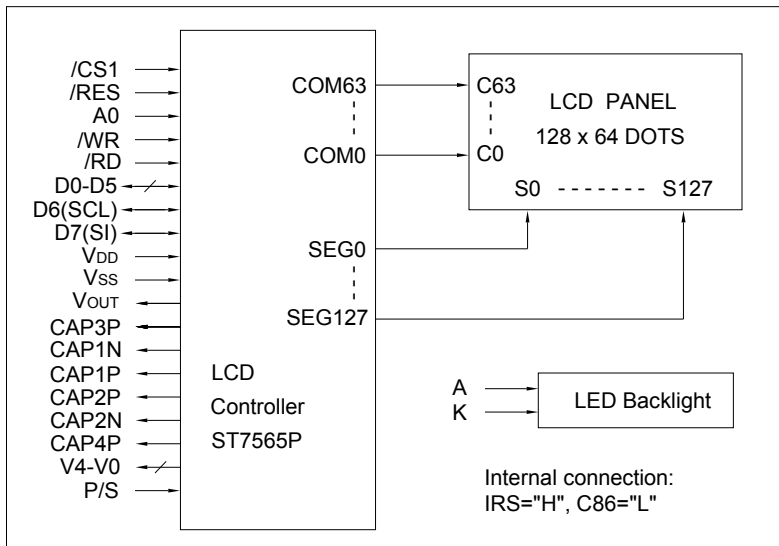 /CS1
/RES
A0
/WR
/RD
D0-D5
D6(SCL)
D7(SI)
VDD
VSS
VOUT
CAP3P
CAP1N
CAP1P
CAP2P
CAP2N
CAP4P
V4-V0
P/S
COM63
COM0
SEG0
SEG127
LCD
Controller
ST7565P
C63
C0
LCD PANEL
128 x 64 DOTS
S0 S127
A
K
LED Backlight
Internal connection:
IRS="H", C86="L"